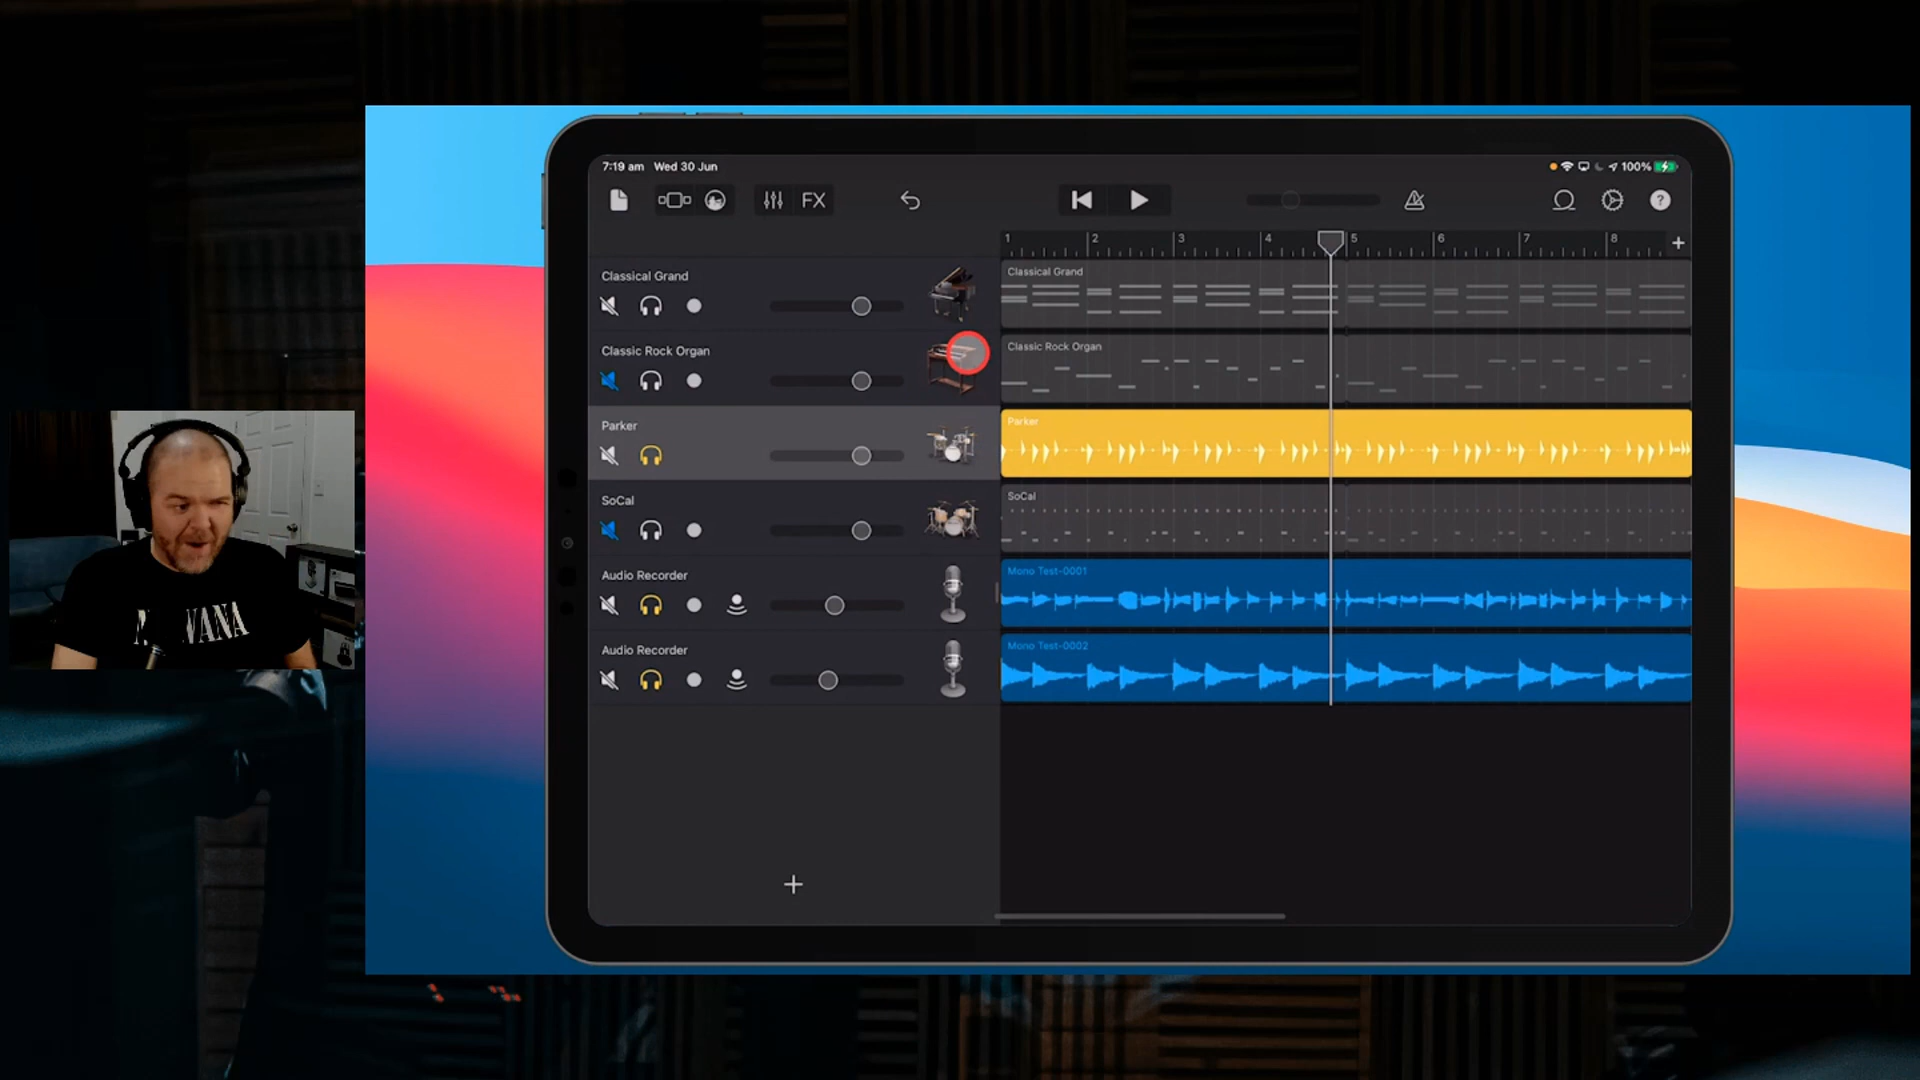 7:19 am Wed 30 Jun
100%
FX
?
1 2 3 4 5 6 7 8
Classical Grand
Classical Grand
Classic Rock Organ
Classic Rock Organ
Parker
Parker
SoCal
SoCal
Audio Recorder
Mono Test-0001
Audio Recorder
Mono Test-0002